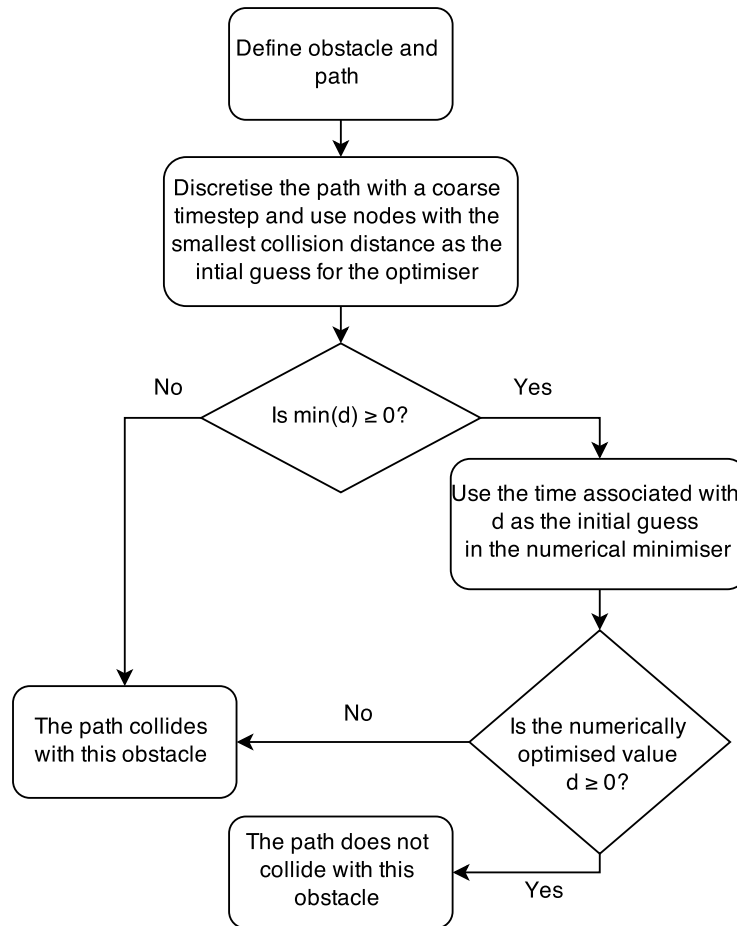 Define obstacle and
path
Discretise the path with a coarse
timestep and use nodes with the
smallest collision distance as the
intial guess for the optimiser
No
Yes
Is min(d) ≥ 0?
Use the time associated with
d as the initial guess
in the numerical minimiser
No
The path collides
with this obstacle
Is the numerically
optimised value
d ≥ 0?
The path does not
collide with this
obstacle
Yes